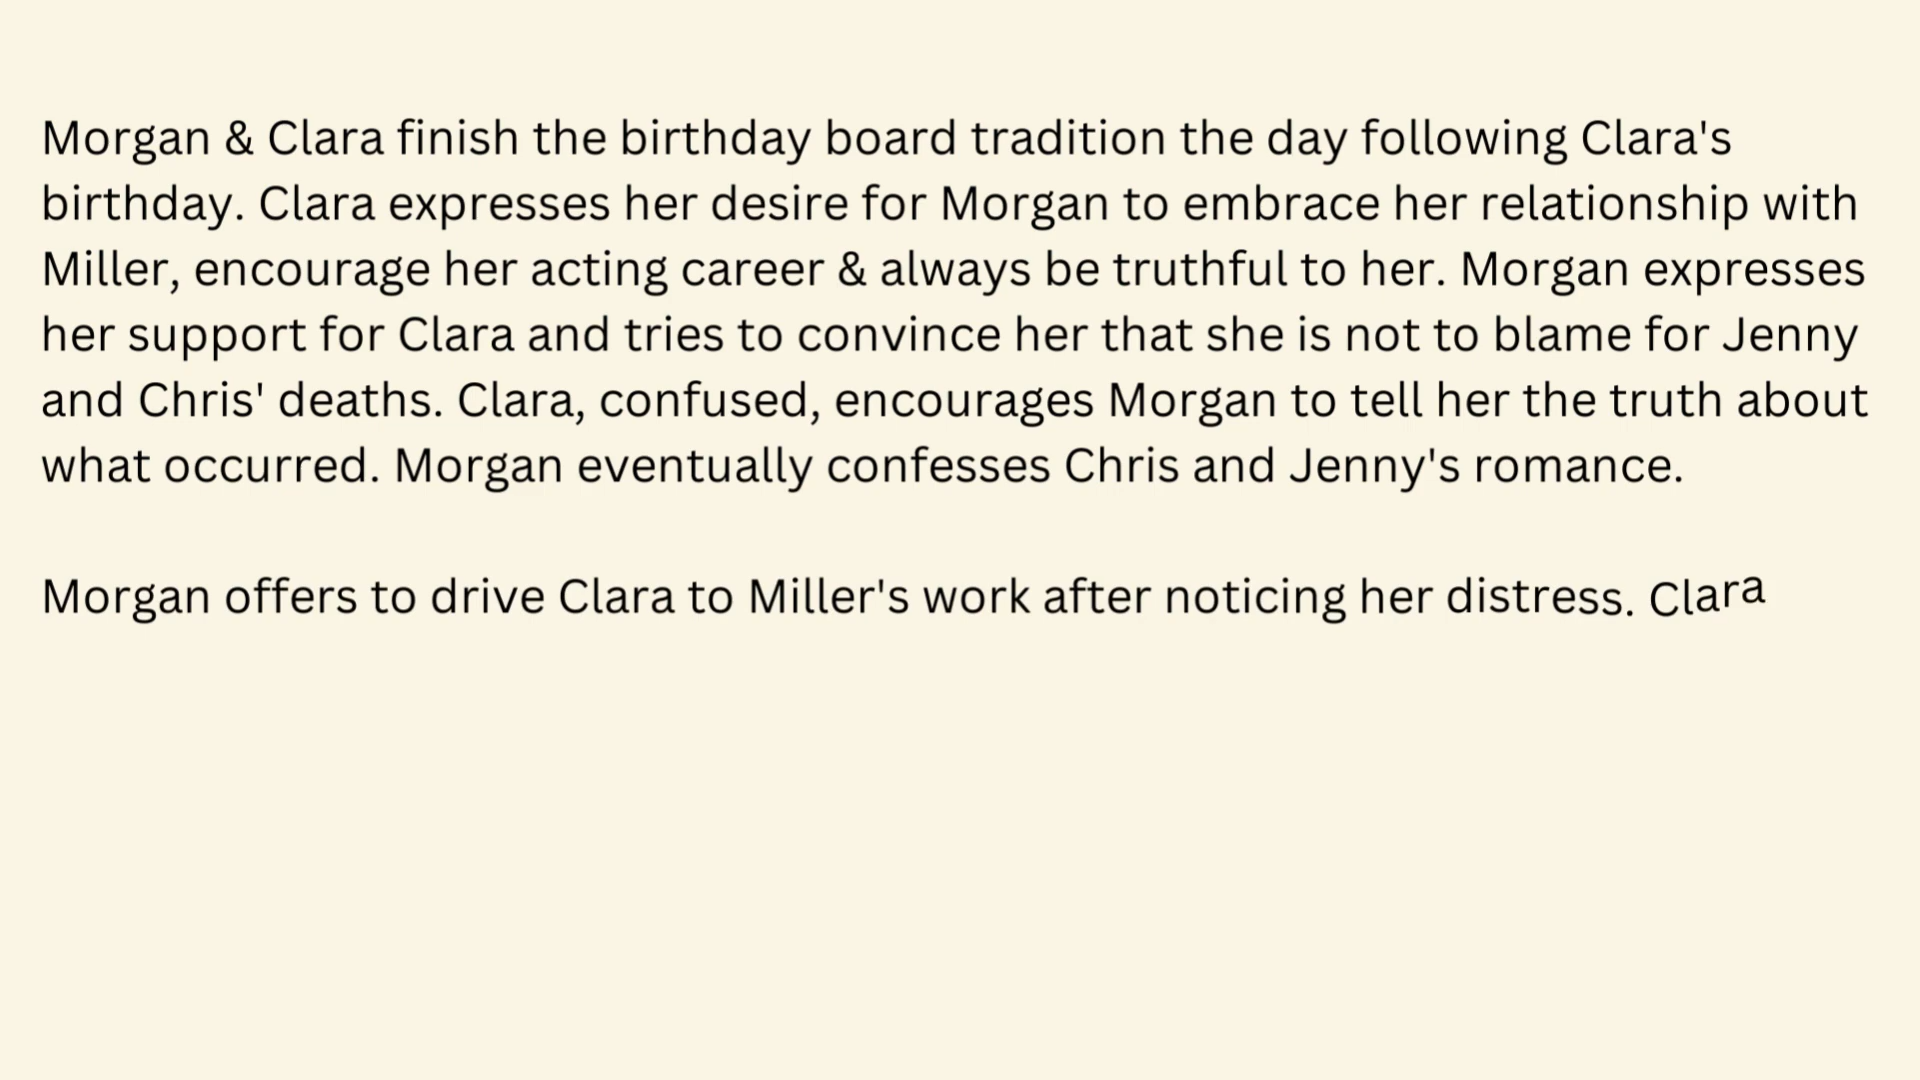 Morgan & Clara finish the birthday board tradition the day following Clara's
birthday. Clara expresses her desire for Morgan to embrace her relationship with
Miller, encourage her acting career & always be truthful to her. Morgan expresses
her support for Clara and tries to convince her that she is not to blame for Jenny
and Chris' deaths. Clara, confused, encourages Morgan to tell her the truth about
what occurred. Morgan eventually confesses Chris and Jenny's romance.
Morgan offers to drive Clara to Miller's work after noticing her distress. Clara